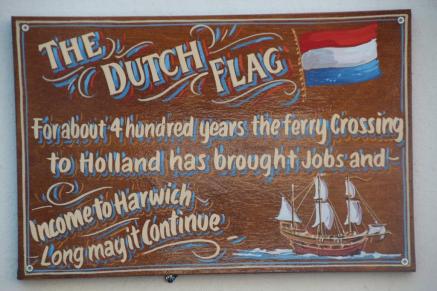 THE DUTCH FLAG
For about 4 hundred years the ferry Crossing
to Holland has brought Jobs and
Income to Harwich
Long may it Continue